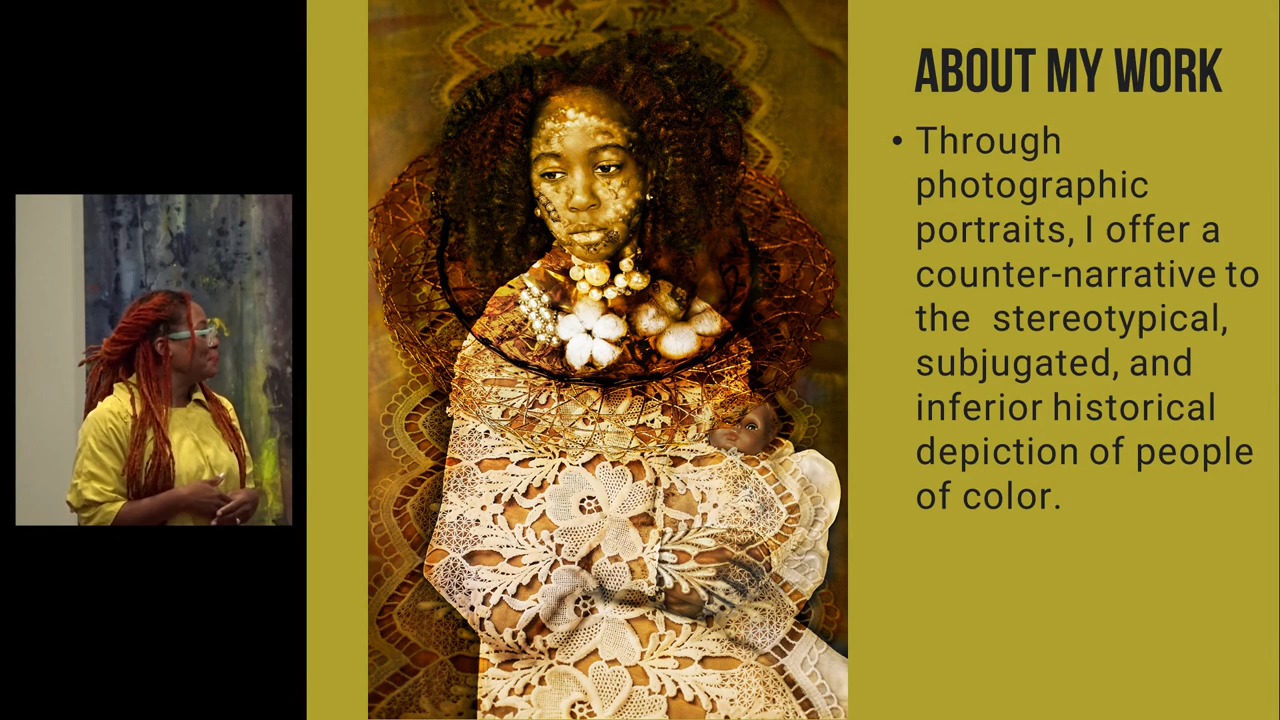 ABOUT MY WORK
• Through
photographic
portraits, I offer a
counter-narrative to
the stereotypical,
subjugated, and
inferior historical
depiction of people
of color.